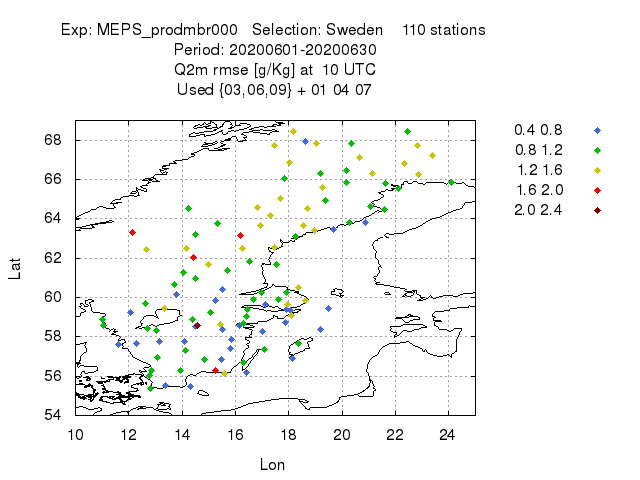 Exp: MEPS_prodmbr000 Selection: Sweden 110 stations
Period: 20200601-20200630
Q2m rmse [g/Kg] at 10 UTC
Used {03,06,09} + 01 04 07
0.4 0.8
0.8 1.2
1.2 1.6
1.6 2.0
2.0 2.4
68
66
64
62
60
58
56
54
Lat
10 12 14 16 18 20 22 24
Lon